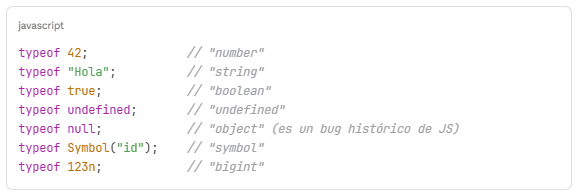 javascript
typeof 42;              // "number"
typeof "Hola";          // "string"
typeof true;            // "boolean"
typeof undefined;       // "undefined"
typeof null;            // "object" (es un bug histórico de JS)
typeof Symbol("id");    // "symbol"
typeof 123n;            // "bigint"